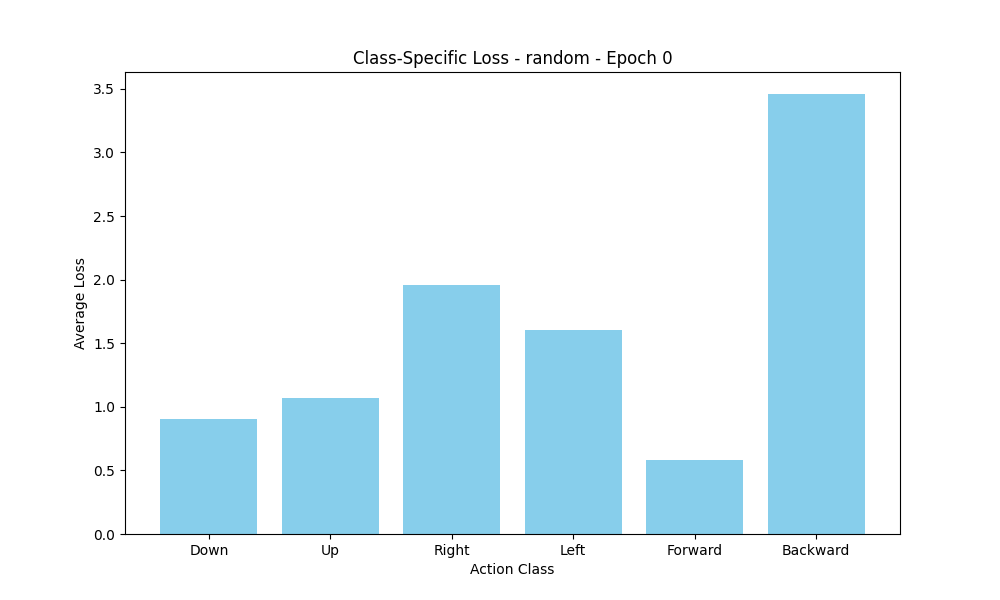 Class-Specific Loss - random - Epoch 0
3.5
3.0
2.5
2.0
1.5
1.0
0.5
0.0
Average Loss
Down Up Right Left Forward Backward
Action Class